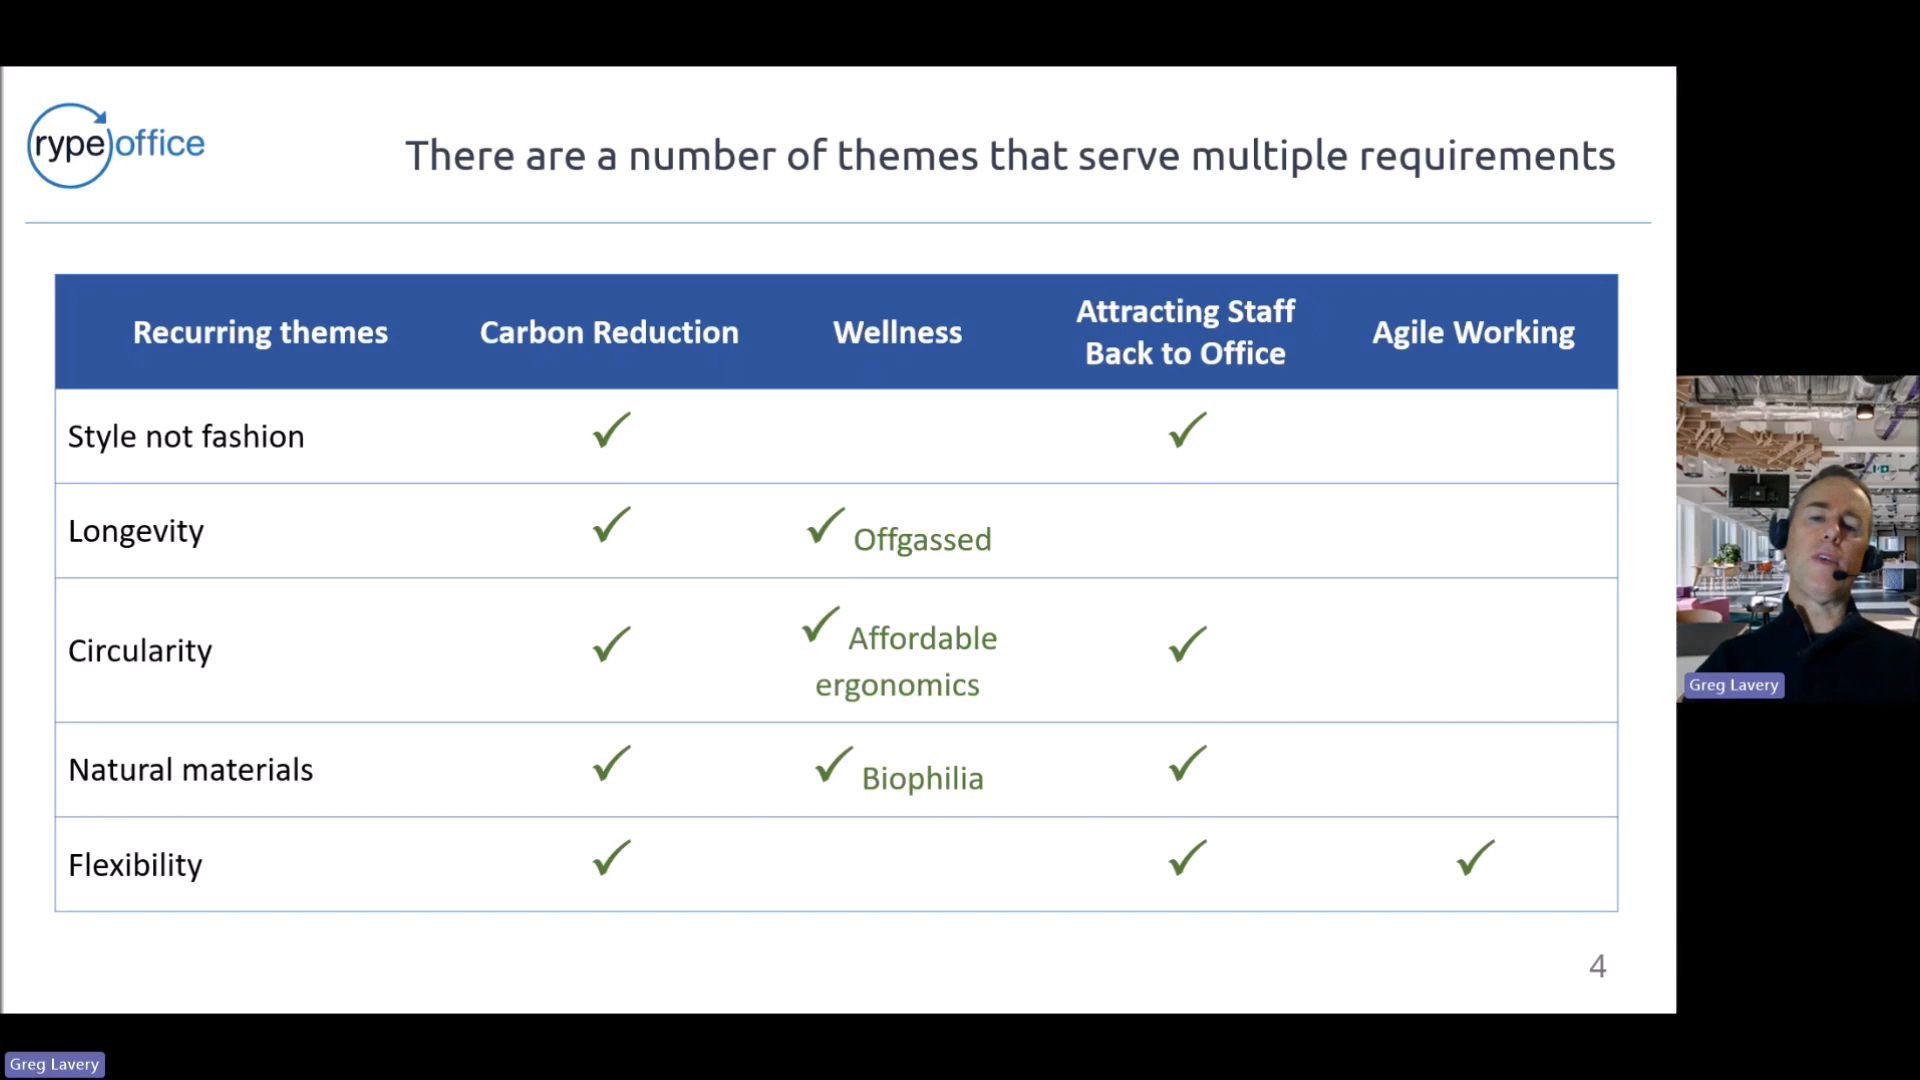 rype office
There are a number of themes that serve multiple requirements
Recurring themes
Carbon Reduction
Wellness
Attracting Staff
Back to Office
Agile Working
Style not fashion
✓
✓
Longevity
✓
✓ Offgassed
Circularity
✓
✓ Affordable
ergonomics
✓
Natural materials
✓
✓ Biophilia
✓
Flexibility
✓
✓
✓
4
Greg Lavery
Greg Lavery